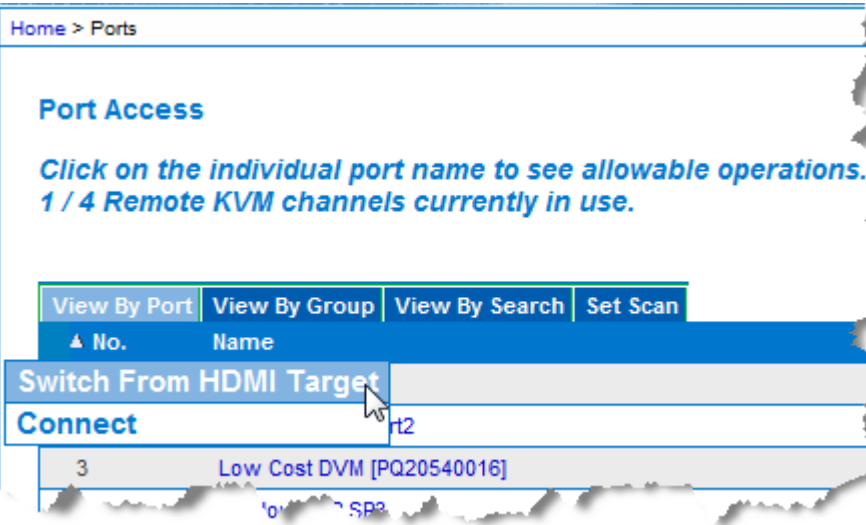 Home > Ports
Port Access
Click on the individual port name to see allowable operations.
1 / 4 Remote KVM channels currently in use.
View By Port View By Group View By Search Set Scan
▲ No. Name
Switch From HDMI Target
Connect
3 Low Cost DVM [PQ20540016]